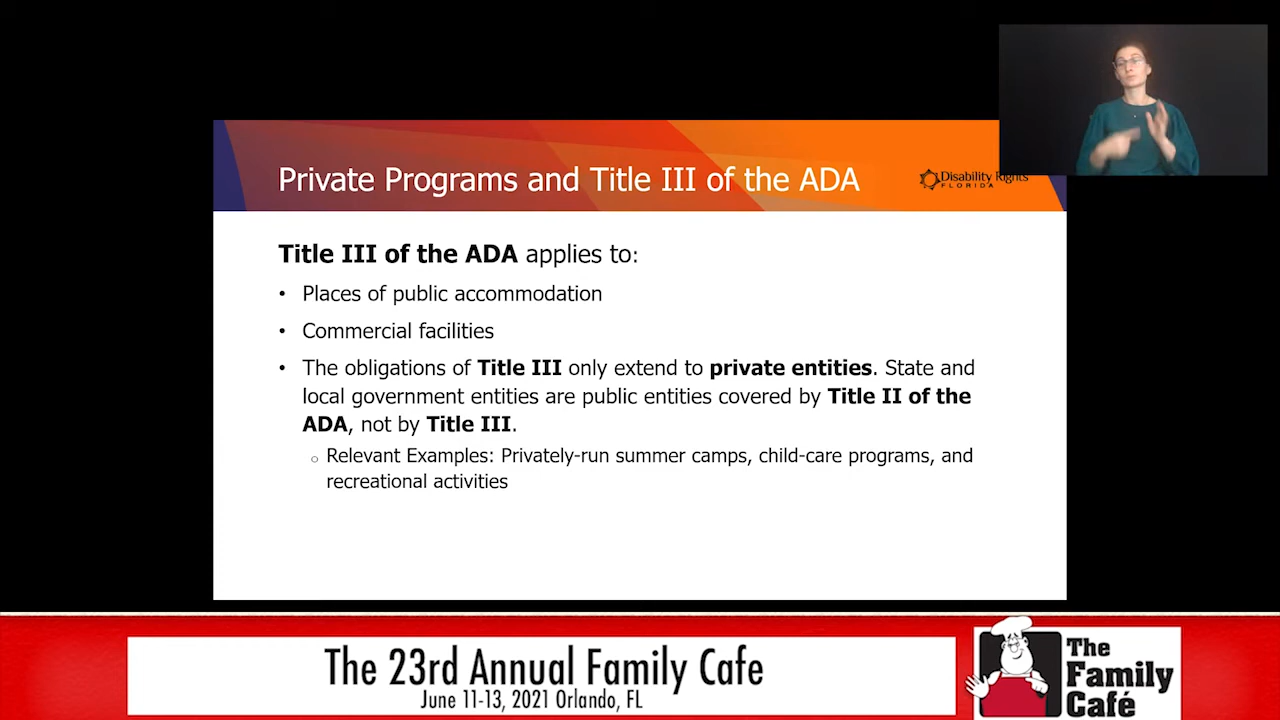 Private Programs and Title III of the ADA
Disability Rights
FLORIDA
Title III of the ADA applies to:
• Places of public accommodation
• Commercial facilities
• The obligations of Title III only extend to private entities. State and
local government entities are public entities covered by Title II of the
ADA, not by Title III.
○ Relevant Examples: Privately-run summer camps, child-care programs, and
recreational activities
The 23rd Annual Family Cafe
June 11-13, 2021 Orlando, FL
The
Family
Café